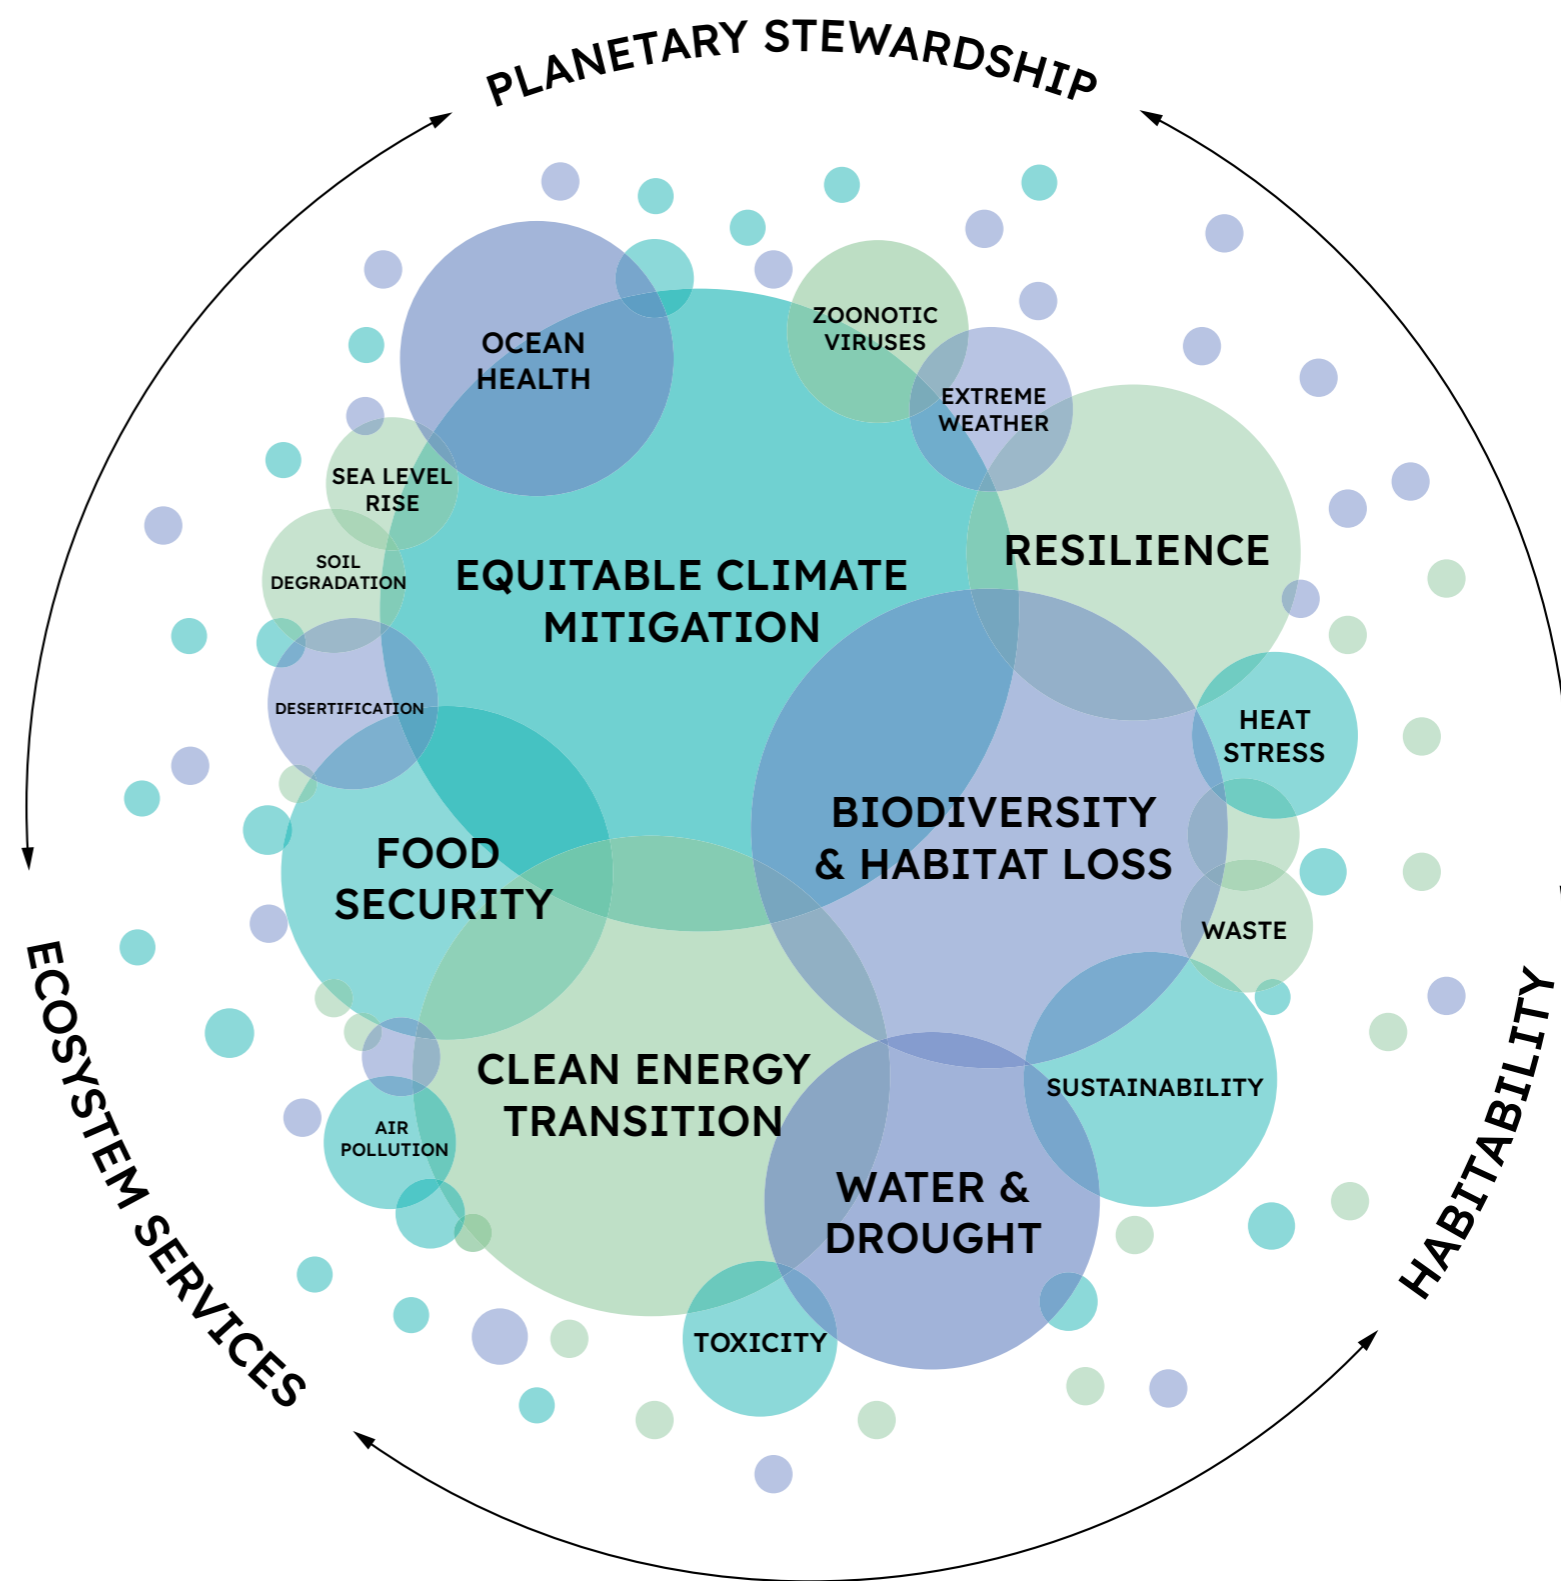 PLANETARY STEWARDSHIP
OCEAN
HEALTH
ZOONOTIC
VIRUSES
EXTREME
WEATHER
SEA LEVEL
RISE
SOIL
DEGRADATION
EQUITABLE CLIMATE
MITIGATION
RESILIENCE
DESERTIFICATION
HEAT
STRESS
BIODIVERSITY
& HABITAT LOSS
FOOD
SECURITY
WASTE
CLEAN ENERGY
TRANSITION
SUSTAINABILITY
AIR
POLLUTION
WATER &
DROUGHT
TOXICITY
ECOSYSTEM SERVICES
HABITABILITY